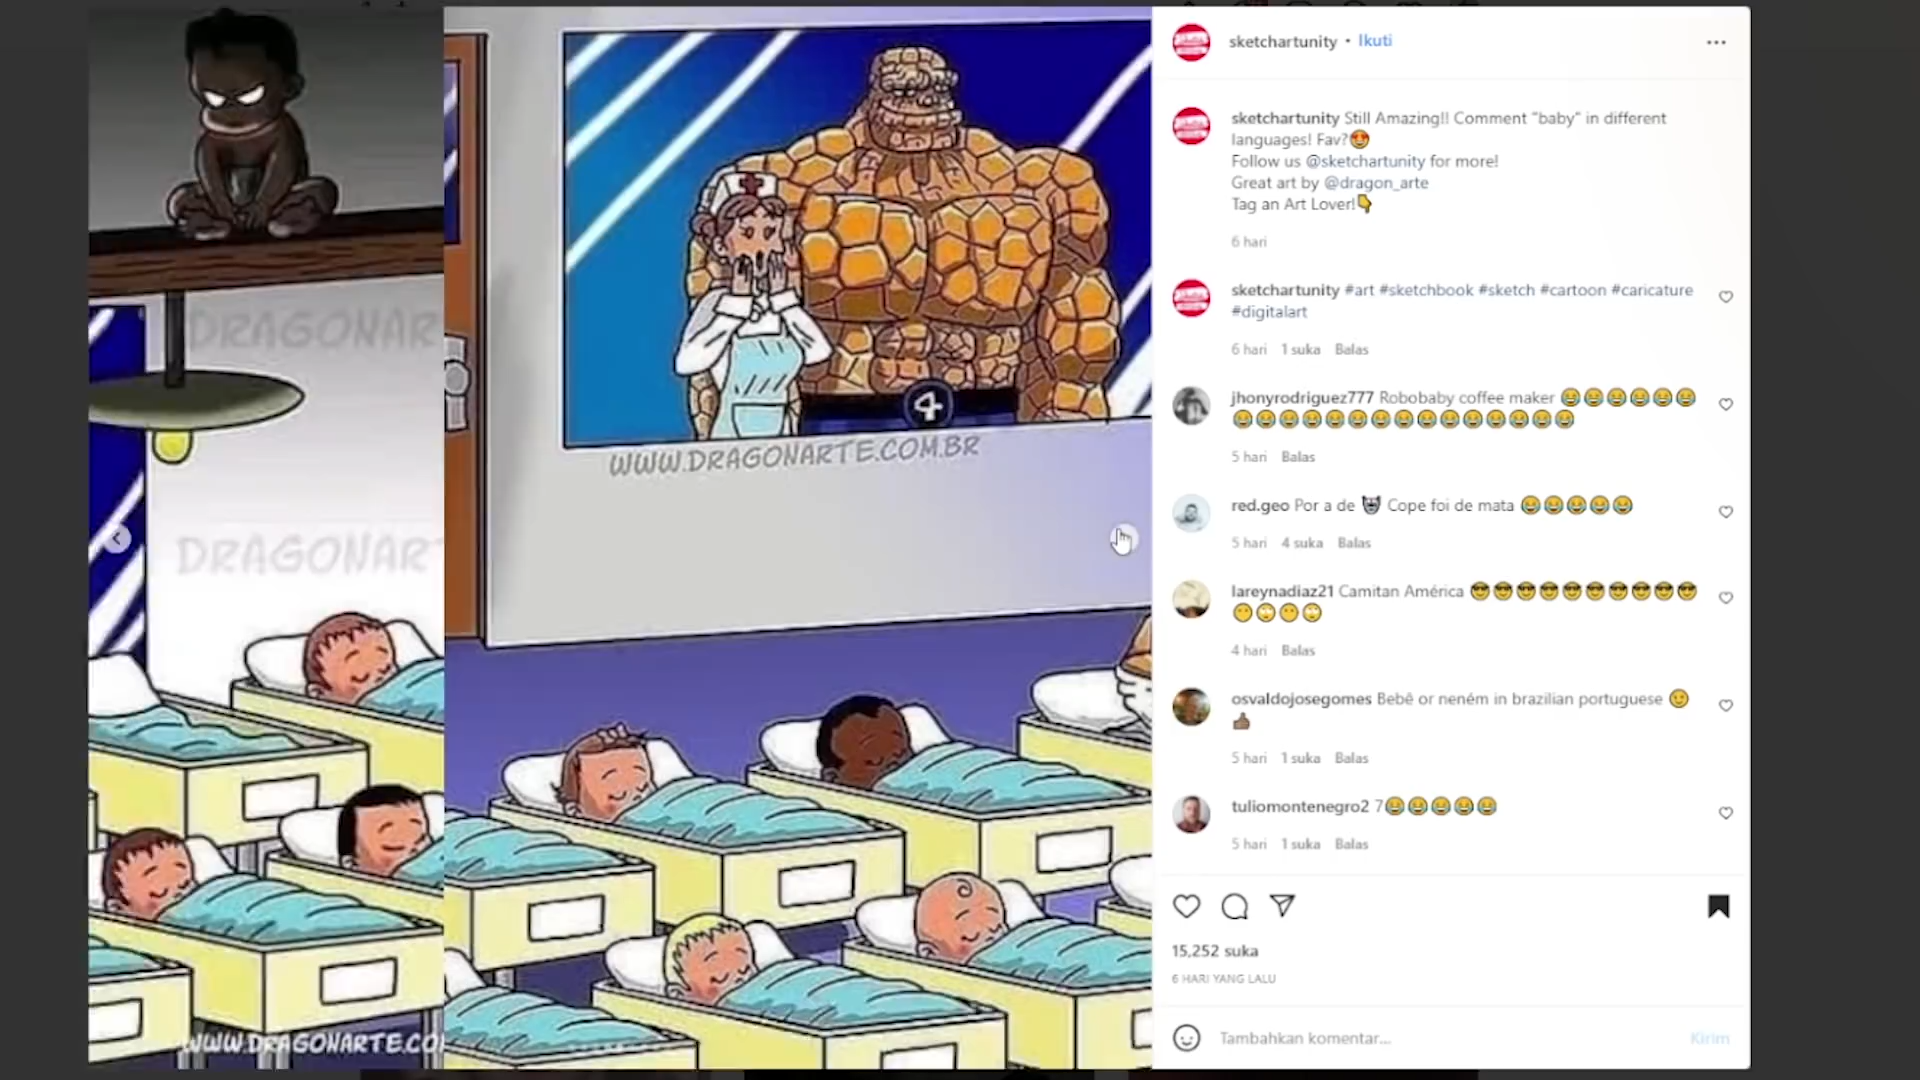 DRAGONAR
DRAGONART
WWW.DRAGONARTE.CO
4
WWW.DRAGONARTE.COM.BR
sketchartunity • Ikuti
sketchartunity Still Amazing!! Comment "baby" in different
languages! Fav?😍
Follow us @sketchartunity for more!
Great art by @dragon_arte
Tag an Art Lover!👇
6 hari
sketchartunity #art #sketchbook #sketch #cartoon #caricature
#digitalart
6 hari 1 suka Balas
jhonyrodriguez777 Robobaby coffee maker 😂😂😂😂😂😂
😂😂😂😂😂😂😂😂😂😂😂😂😂😂😂
5 hari Balas
red.geo Por a de 🐺 Cope foi de mata 😂😂😂😂😂
5 hari 4 suka Balas
lareynadiaz21 Camitan América 😎😎😎😎😎😎😎😎😎😎
😶🙄😶🙄
4 hari Balas
osvaldojosegomes Bebê or neném in brazilian portuguese 😉
👍🏾
5 hari 1 suka Balas
tuliomontenegro2 7😂😂😂😂😂
5 hari 1 suka Balas
15,252 suka
6 HARI YANG LALU
Tambahkan komentar... Kirim